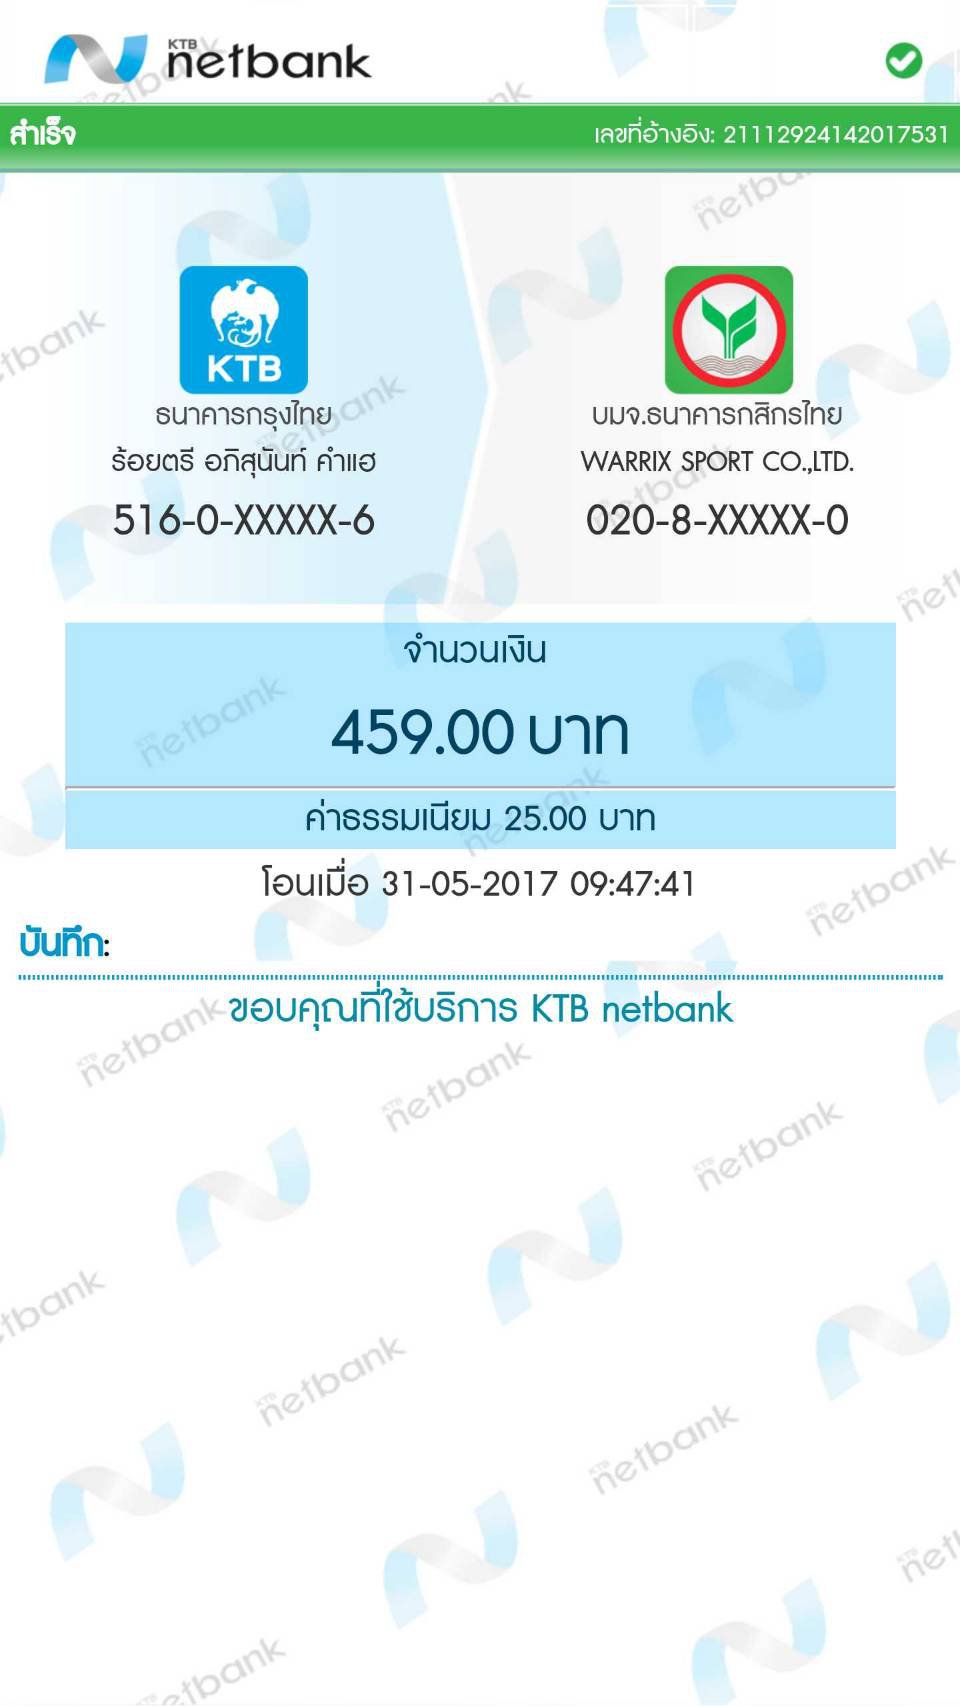 KTB netbank
สำเร็จ
เลขที่อ้างอิง: 21112924142017531
KTB
ธนาคารกรุงไทย
ร้อยตรี อภิสุนันท์ คำแฮ
516-0-XXXXX-6
บมจ.ธนาคารกสิกรไทย
WARRIX SPORT CO.,LTD.
020-8-XXXXX-0
จำนวนเงิน
459.00 บาท
ค่าธรรมเนียม 25.00 บาท
โอนเมื่อ 31-05-2017 09:47:41
บันทึก:
ขอบคุณที่ใช้บริการ KTB netbank